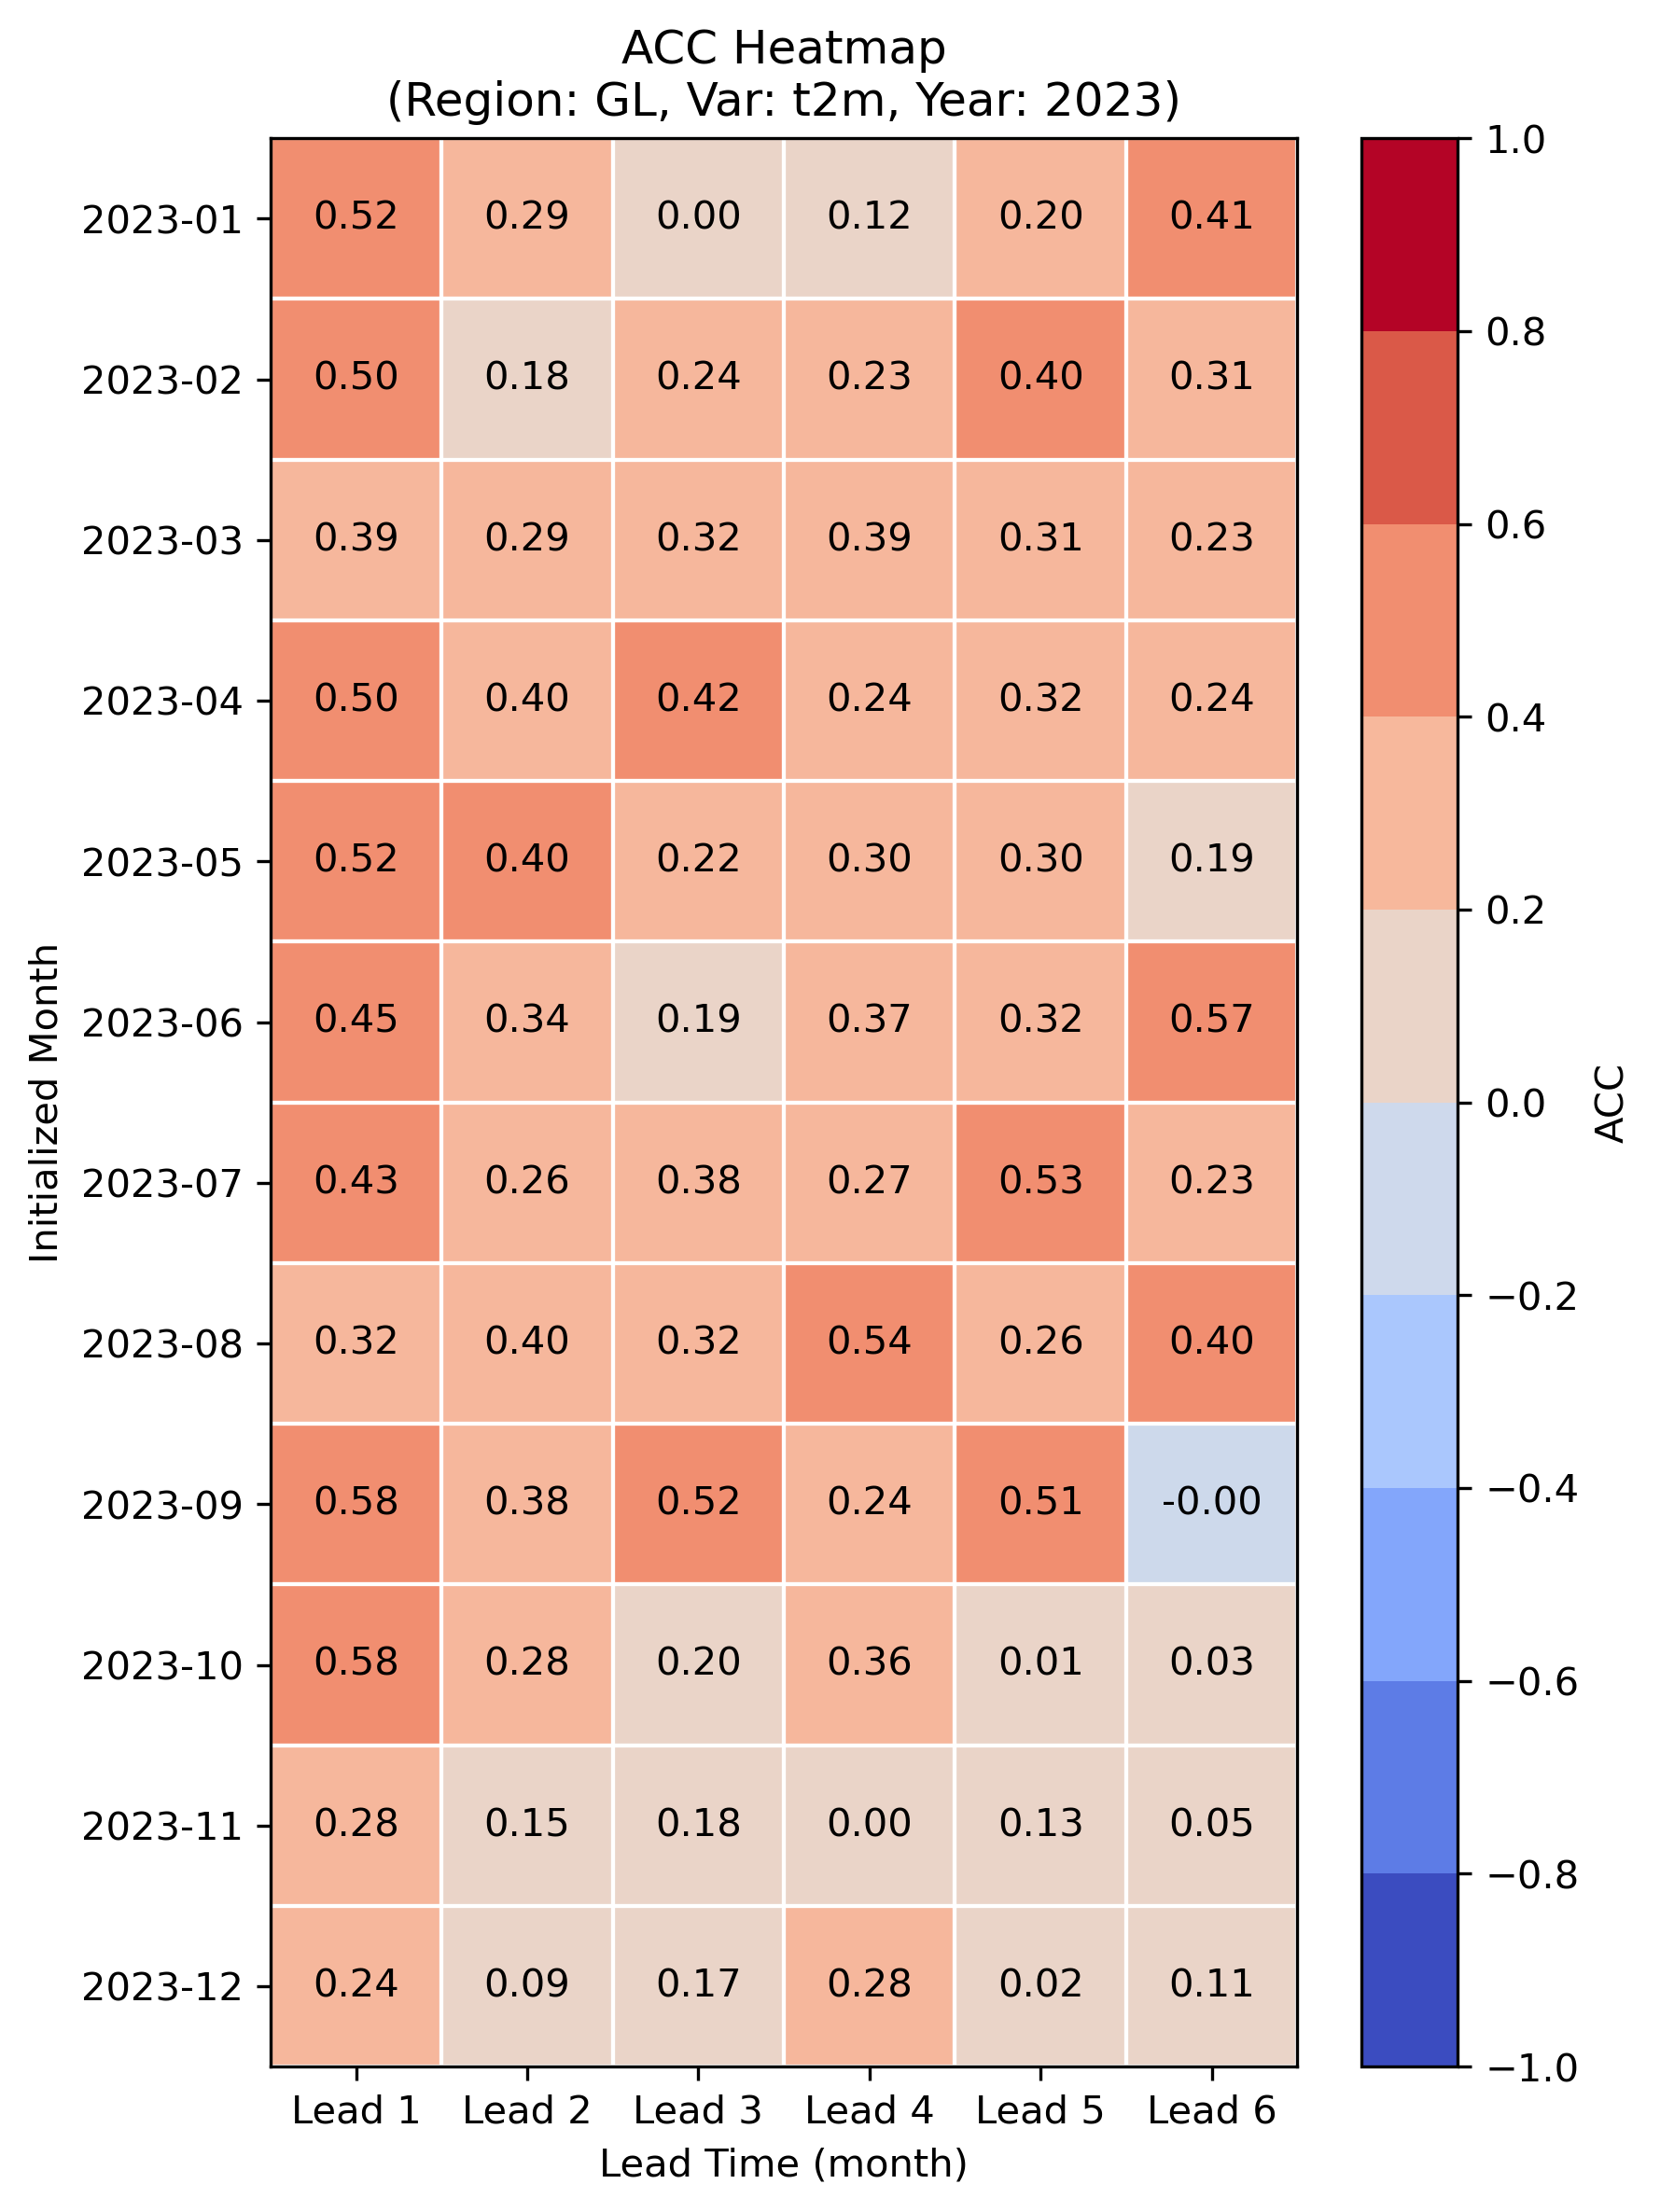 ACC Heatmap
(Region: GL, Var: t2m, Year: 2023)
2023-01 0.52 0.29 0.00 0.12 0.20 0.41
2023-02 0.50 0.18 0.24 0.23 0.40 0.31
2023-03 0.39 0.29 0.32 0.39 0.31 0.23
2023-04 0.50 0.40 0.42 0.24 0.32 0.24
2023-05 0.52 0.40 0.22 0.30 0.30 0.19
2023-06 0.45 0.34 0.19 0.37 0.32 0.57
2023-07 0.43 0.26 0.38 0.27 0.53 0.23
2023-08 0.32 0.40 0.32 0.54 0.26 0.40
2023-09 0.58 0.38 0.52 0.24 0.51 -0.00
2023-10 0.58 0.28 0.20 0.36 0.01 0.03
2023-11 0.28 0.15 0.18 0.00 0.13 0.05
2023-12 0.24 0.09 0.17 0.28 0.02 0.11
Lead 1 Lead 2 Lead 3 Lead 4 Lead 5 Lead 6
Lead Time (month)
Initialized Month
1.0
0.8
0.6
0.4
0.2
0.0
−0.2
−0.4
−0.6
−0.8
−1.0
ACC